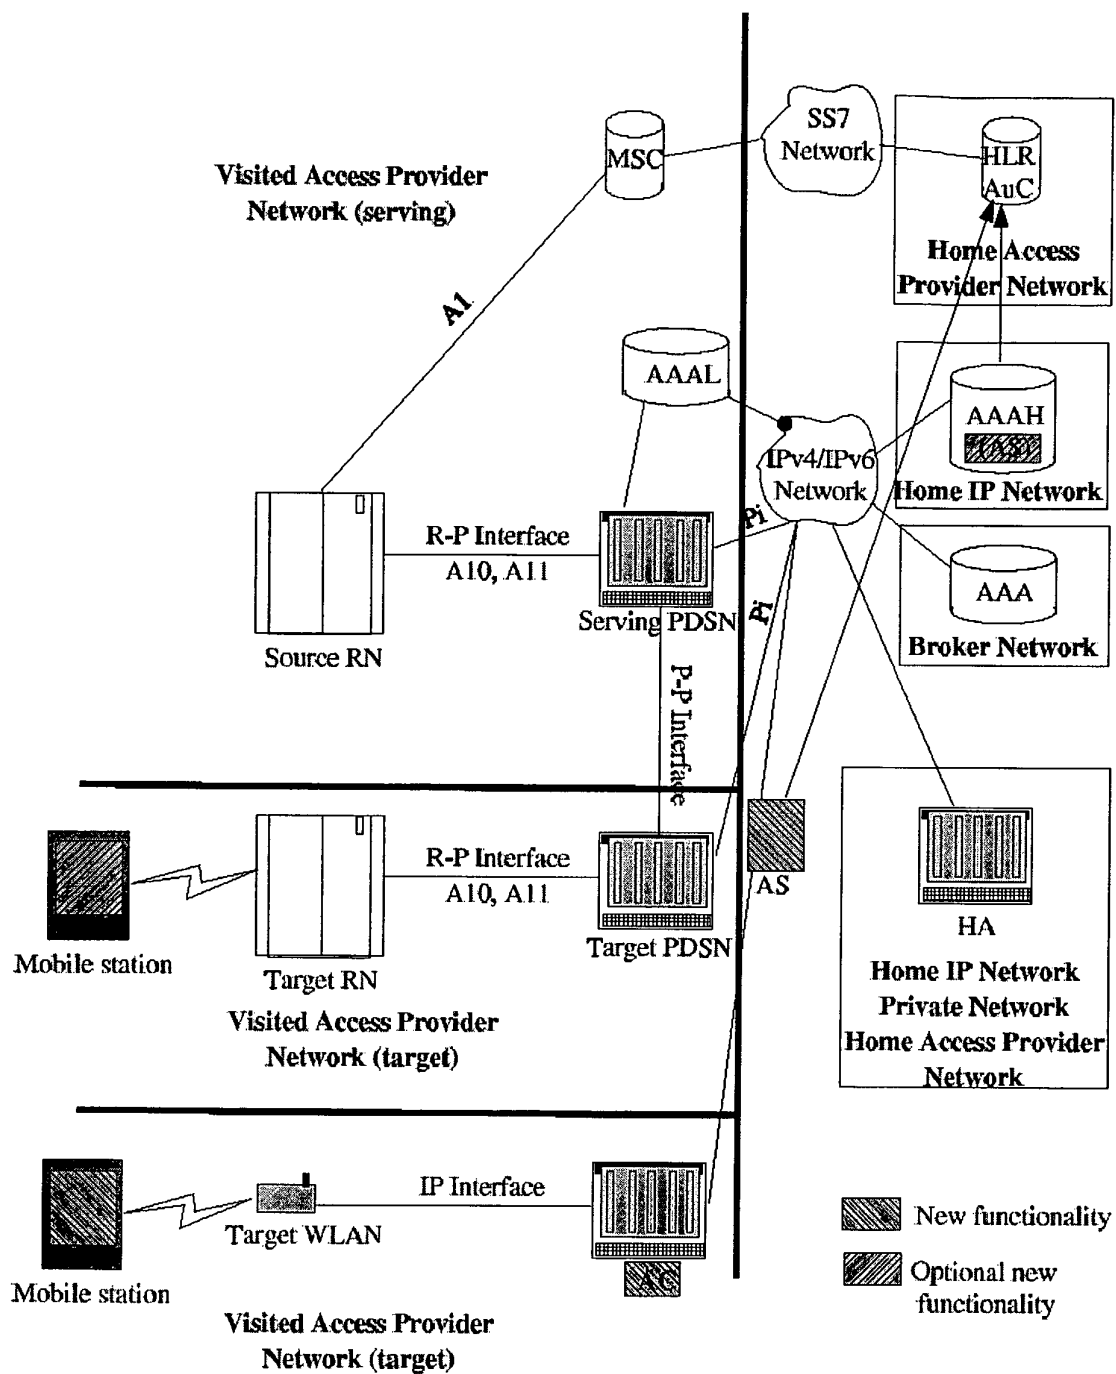 SS7
Network
MSC
HLR
AuC
Visited Access Provider
Network (serving)
Home Access
Provider Network
A1
AAAL
AAAH
(AS)
IPv4/IPv6
Network
Home IP Network
Pi
R-P Interface
A10, A11
AAA
Serving PDSN
Pi
Broker Network
Source RN
P-P Interface
R-P Interface
A10, A11
AS
HA
Mobile station
Target RN
Target PDSN
Home IP Network
Private Network
Home Access Provider
Network
Visited Access Provider
Network (target)
IP Interface
Target WLAN
New functionality
AC
Optional new
functionality
Mobile station
Visited Access Provider
Network (target)